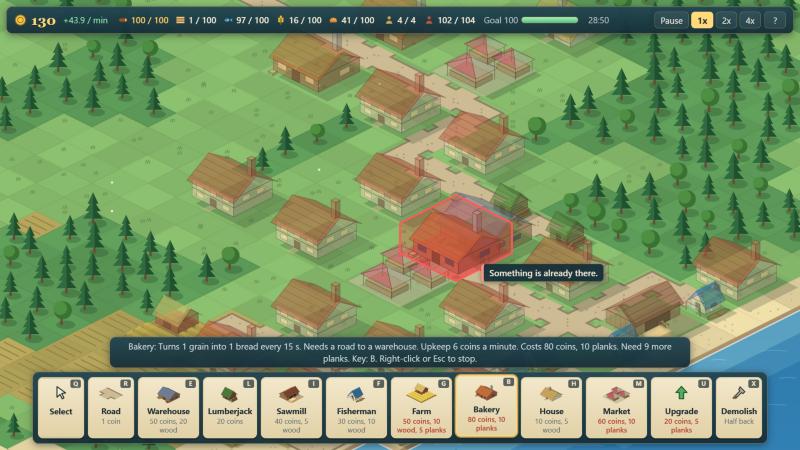 130 +43.9 / min 100 / 100 1 / 100 97 / 100 16 / 100 41 / 100 4 / 4 102 / 104 Goal 100 28:50 Pause 1x 2x 4x ?
Something is already there.
Bakery: Turns 1 grain into 1 bread every 15 s. Needs a road to a warehouse. Upkeep 6 coins a minute. Costs 80 coins, 10 planks. Need 9 more
planks. Key: B. Right-click or Esc to stop.
Q
Select
R
Road
1 coin
E
Warehouse
50 coins, 20
wood
L
Lumberjack
20 coins
I
Sawmill
40 coins, 5
wood
F
Fisherman
30 coins, 10
wood
G
Farm
50 coins, 10
wood, 5 planks
B
Bakery
80 coins, 10
planks
H
House
10 coins, 5
wood
M
Market
60 coins, 10
planks
U
Upgrade
20 coins, 5
planks
X
Demolish
Half back